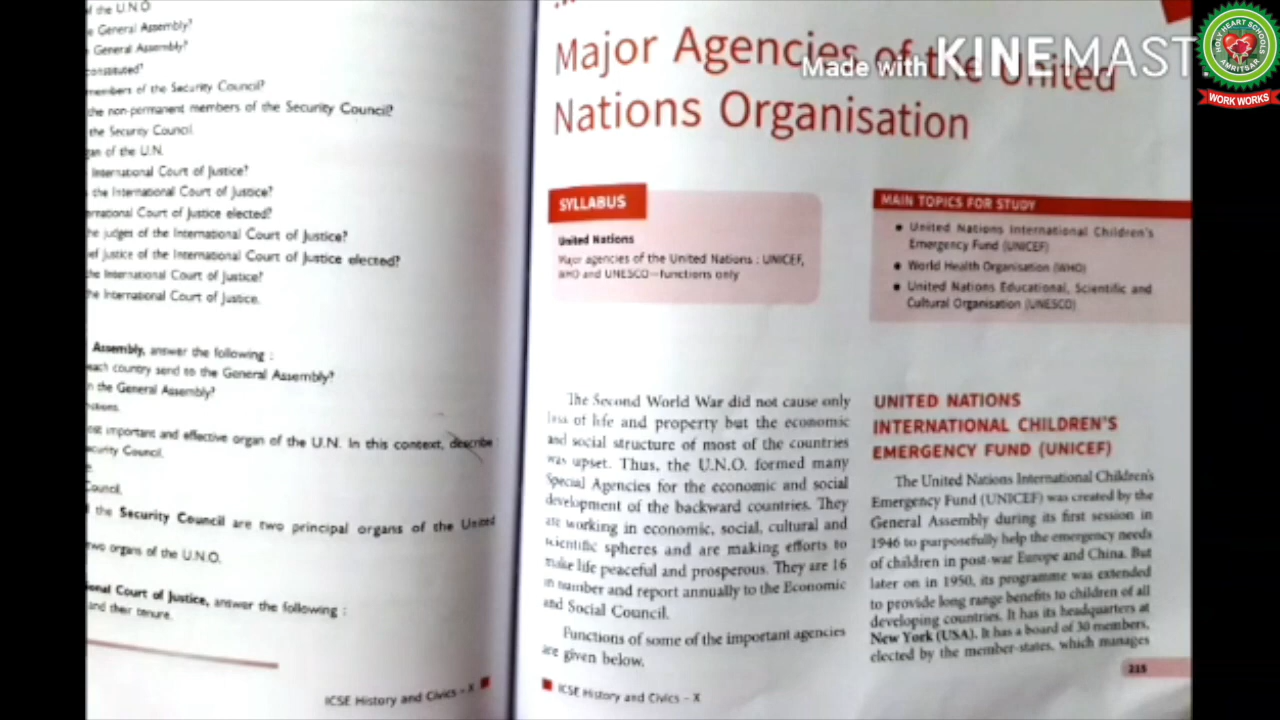 of the U.N.O
General Assembly?
General Assembly?
constituted?
members of the Security Council?
the non-permanent members of the Security Council?
the Security Council.
of the U.N.
International Court of Justice?
the International Court of Justice?
Court of Justice elected?
judges of the International Court of Justice?
Justice of the International Court of Justice elected?
the International Court of Justice?
the International Court of Justice.
Assembly, answer the following :
each country send to the General Assembly?
the General Assembly?
important and effective organ of the U.N. In this context, describe
Council.
Council.
the Security Council are two principal organs of the United
two organs of the U.N.O.
Court of Justice, answer the following :
and their tenure.
ICSE History and Civics – X
Major Agencies of the United
Nations Organisation
SYLLABUS
United Nations
Major agencies of the United Nations : UNICEF,
WHO and UNESCO—functions only
MAIN TOPICS FOR STUDY
• United Nations International Children's
Emergency Fund (UNICEF)
• World Health Organisation (WHO)
• United Nations Educational, Scientific and
Cultural Organisation (UNESCO)
The Second World War did not cause only
loss of life and property but the economic
and social structure of most of the countries
was upset. Thus, the U.N.O. formed many
Special Agencies for the economic and social
development of the backward countries. They
are working in economic, social, cultural and
scientific spheres and are making efforts to
make life peaceful and prosperous. They are 16
in number and report annually to the Economic
and Social Council.
Functions of some of the important agencies
are given below.
ICSE History and Civics – X
UNITED NATIONS
INTERNATIONAL CHILDREN'S
EMERGENCY FUND (UNICEF)
The United Nations International Children's
Emergency Fund (UNICEF) was created by the
General Assembly during its first session in
1946 to purposefully help the emergency needs
of children in post-war Europe and China. But
later on in 1950, its programme was extended
to provide long range benefits to children of all
developing countries. It has its headquarters at
New York (USA). It has a board of 30 members,
elected by the member-states, which manages
215
Made with KINEMAST
HOLY HEART SCHOOLS
AMRITSAR
WORK WORKS